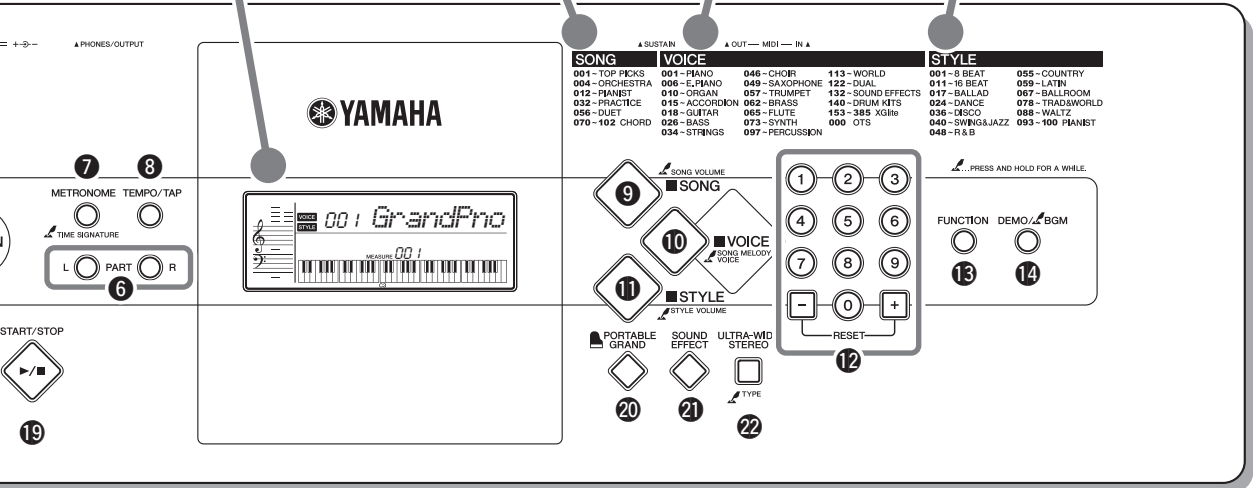 ▲PHONES/OUTPUT
▲SUSTAIN
▲OUT — MIDI — IN▲
SONG
001~TOP PICKS
004~ORCHESTRA
012~PIANIST
032~PRACTICE
056~DUET
070~102 CHORD
VOICE
001~PIANO
006~E.PIANO
010~ORGAN
015~ACCORDION
018~GUITAR
026~BASS
034~STRINGS
046~CHOIR
049~SAXOPHONE
057~TRUMPET
062~BRASS
065~FLUTE
073~SYNTH
097~PERCUSSION
113~WORLD
122~DUAL
132~SOUND EFFECTS
140~DRUM KITS
153~385 XGlite
000 OTS
STYLE
001~8 BEAT
011~16 BEAT
017~BALLAD
024~DANCE
036~DISCO
040~SWING&JAZZ
048~R&B
055~COUNTRY
059~LATIN
067~BALLROOM
078~TRAD&WORLD
088~WALTZ
093~100 PIANIST
YAMAHA
7 8
METRONOME TEMPO/TAP
TIME SIGNATURE
L PART R
6
START/STOP
►/■
19
VOICE
STYLE
001 GrandPno
MEASURE 001
C3
9
SONG VOLUME
■SONG
10
■VOICE
SONG MELODY
VOICE
11
■STYLE
STYLE VOLUME
PORTABLE
GRAND
SOUND
EFFECT
ULTRA-WID
STEREO
TYPE
20 21 22
1 2 3
4 5 6
7 8 9
- 0 +
RESET
12
...PRESS AND HOLD FOR A WHILE.
FUNCTION DEMO/BGM
13 14